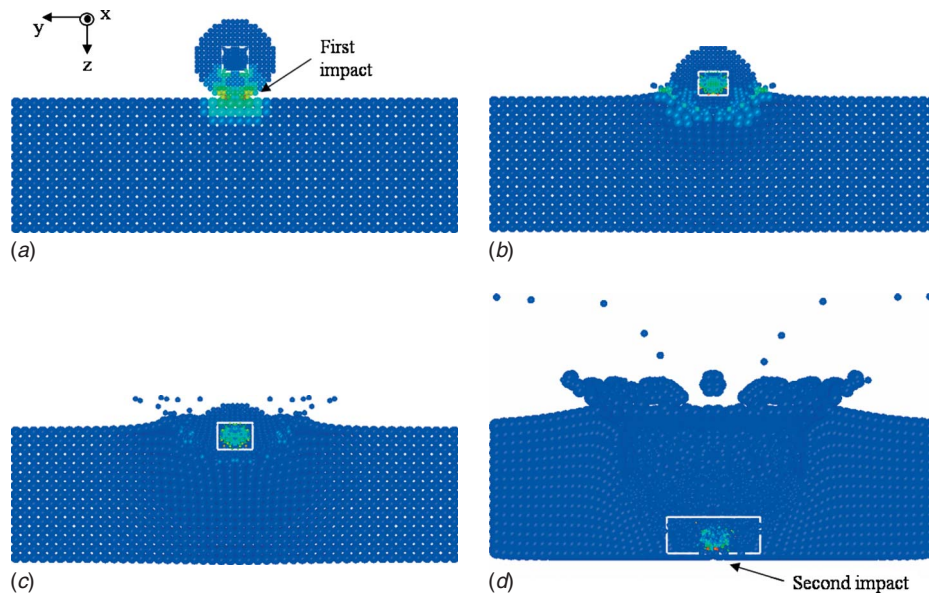 y x
z
First
impact
(a)
(b)
(c)
(d)
Second impact